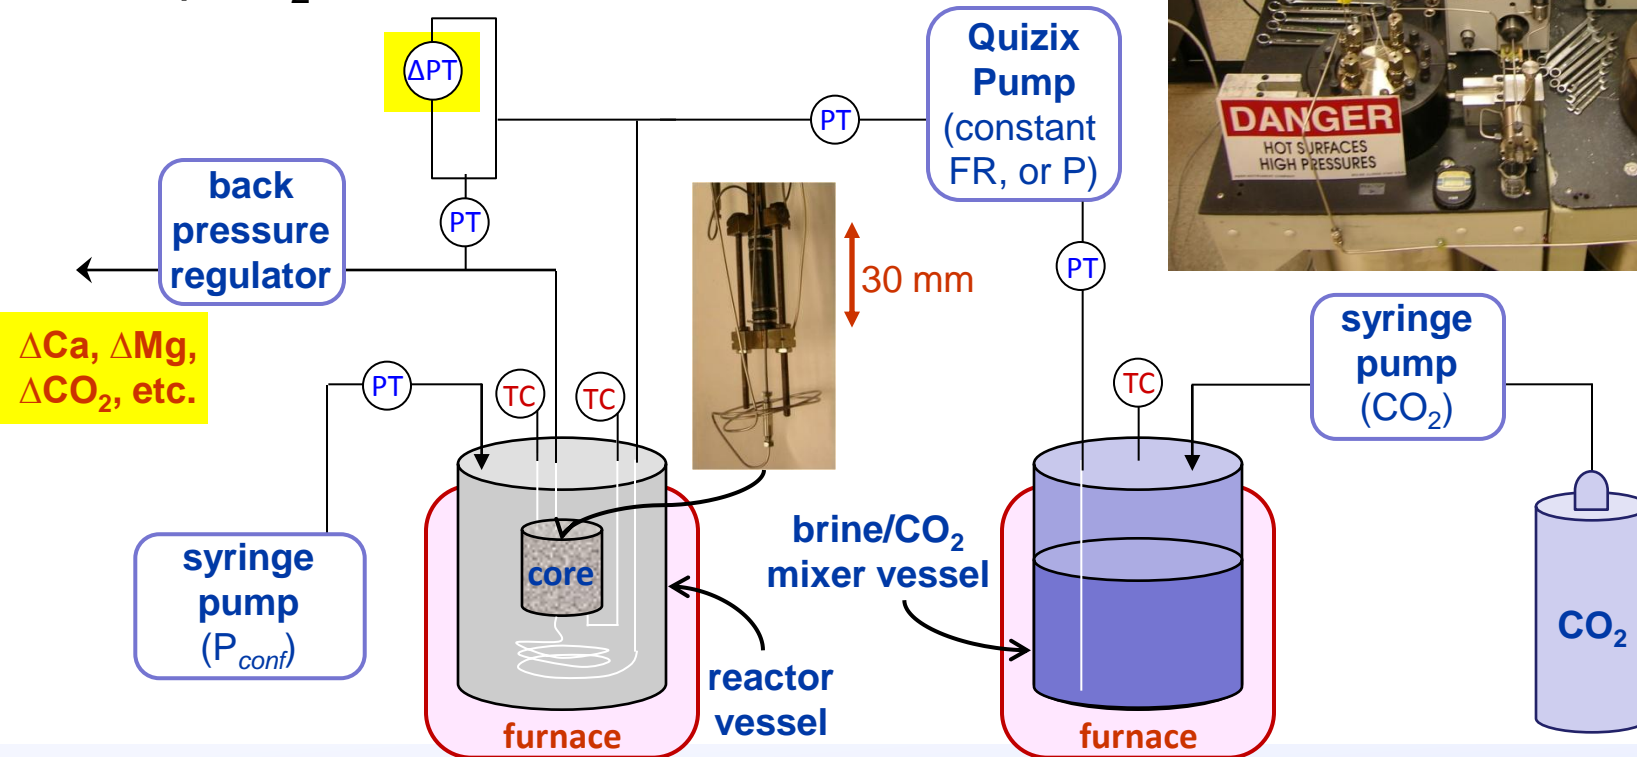 2
ΔPT
PT
Quizix
Pump
(constant
FR, or P)
DANGER
HOT SURFACES
HIGH PRESSURES
back
pressure
regulator
PT
PT
30 mm
ΔCa, ΔMg,
ΔCO₂, etc.
PT
TC
TC
TC
syringe
pump
(CO₂)
syringe
pump
(P_conf)
core
brine/CO₂
mixer vessel
CO₂
reactor
vessel
furnace
furnace